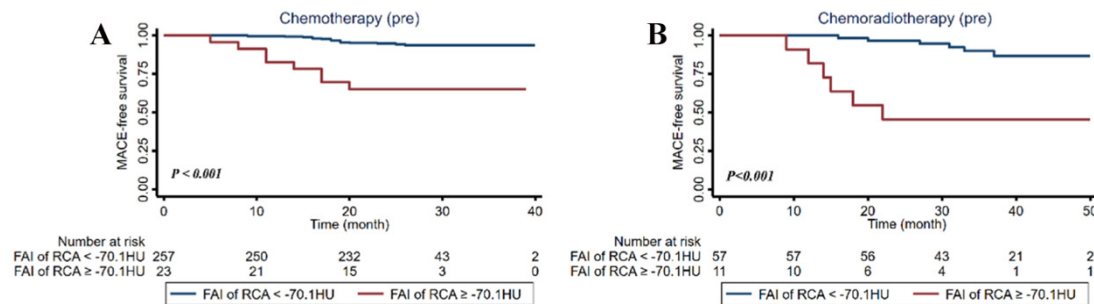 A
Chemotherapy (pre)
MACE-free survival
1.00
0.75
0.50
0.25
0.00
P < 0.001
0 10 20 30 40
Time (month)
Number at risk
FAI of RCA < -70.1HU 257 250 232 43 2
FAI of RCA ≥ -70.1HU 23 21 15 3 0
FAI of RCA < -70.1HU FAI of RCA ≥ -70.1HU
B
Chemoradiotherapy (pre)
MACE-free survival
1.00
0.75
0.50
0.25
0.00
P<0.001
0 10 20 30 40 50
Time (month)
Number at risk
FAI of RCA < -70.1HU 57 57 56 43 21 2
FAI of RCA ≥ -70.1HU 11 10 6 4 1 1
FAI of RCA < -70.1HU FAI of RCA ≥ -70.1HU